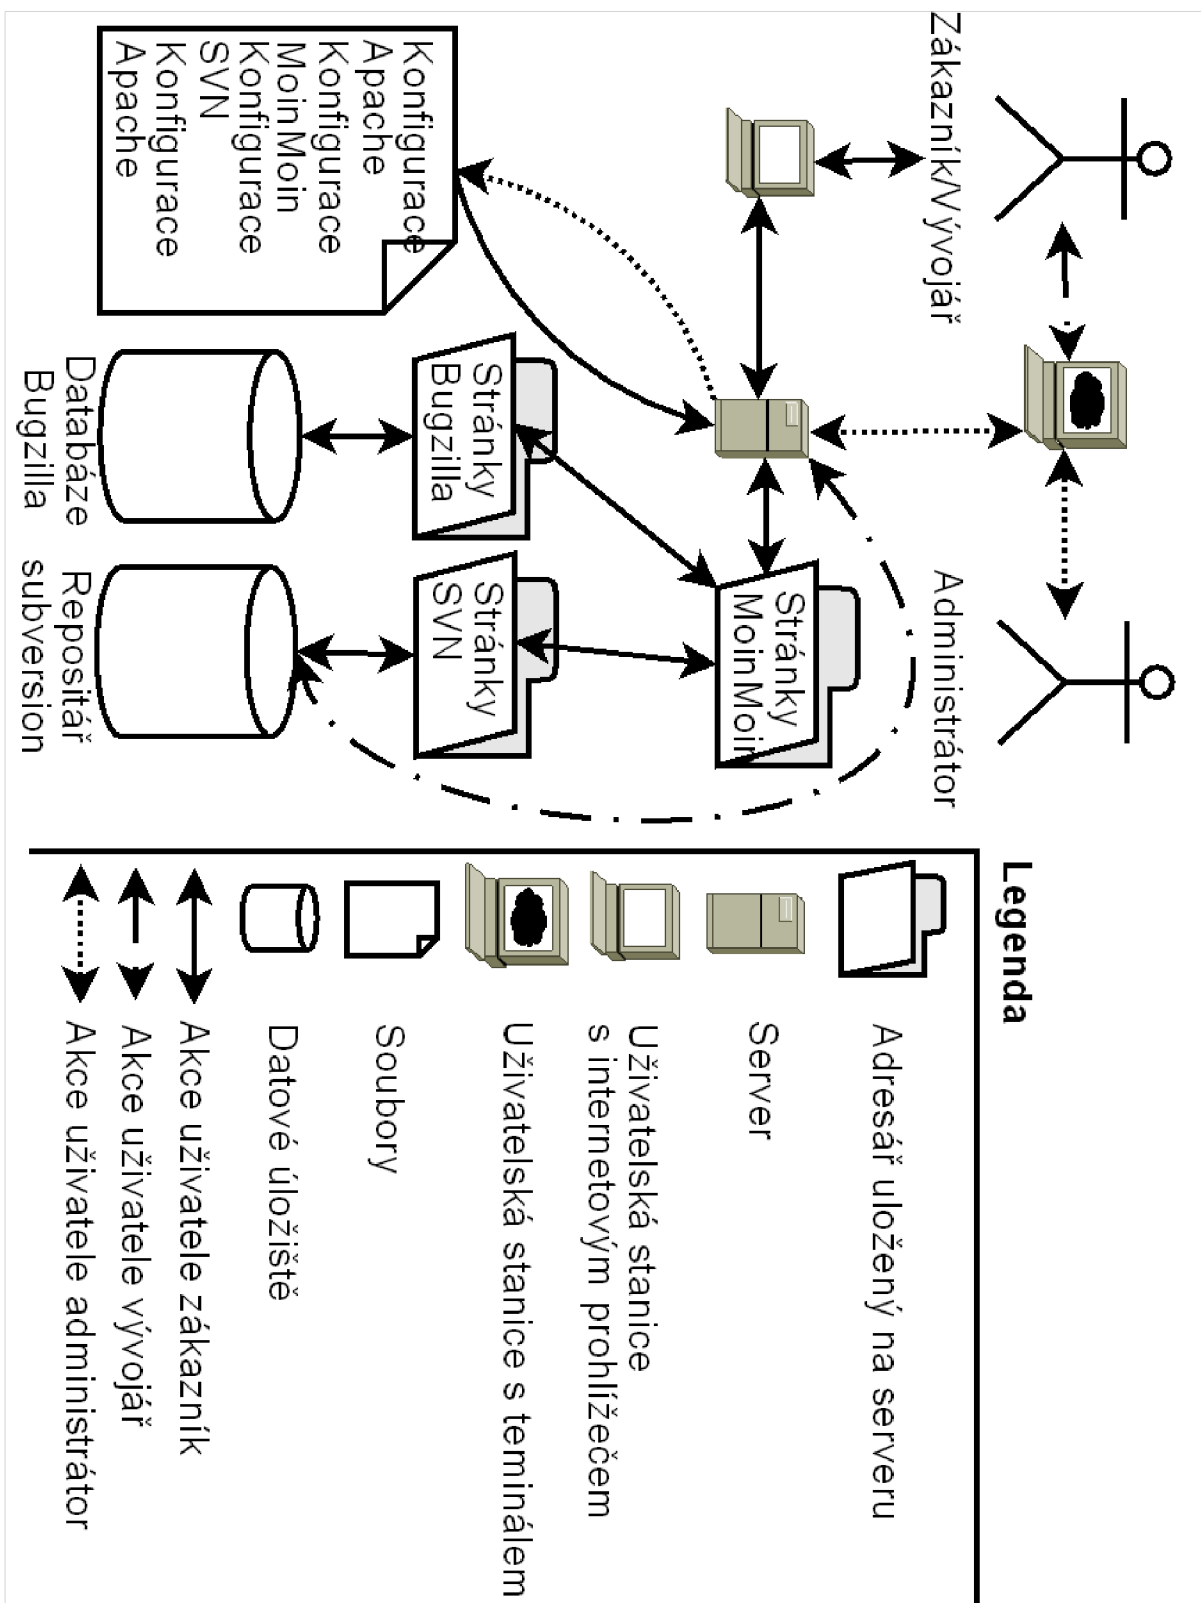 Zákazník/Vývojář
Administrátor
Konfigurace
Apache
Konfigurace
MoinMoin
Konfigurace
SVN
Konfigurace
Apache
Stránky
MoinMoin
Stránky
Bugzilla
Stránky
SVN
Databáze
Bugzilla
Repositář
subversion
Legenda
Adresář uložený na serveru
Server
Uživatelská stanice
s internetovým prohlížečem
Uživatelská stanice s teminálem
Soubory
Datové úložiště
Akce uživatele zákazník
Akce uživatele vývojář
Akce uživatele administrátor